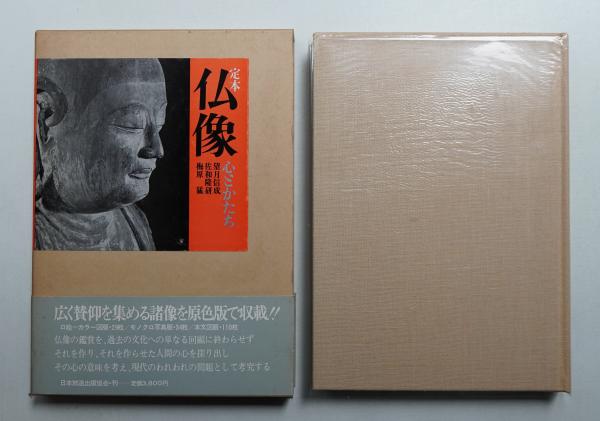 定本
仏像
心とかたち
望月信成
佐和隆研
梅原 猛
広く賛仰を集める諸像を原色版で収載!!
口絵=カラー図版・29枚/モノクロ写真版・34枚/本文図版・110枚
仏像の鑑賞を、過去の文化への単なる回顧に終わらせず
それを作り、それを作らせた人間の心を探り出し
その心の意味を考え、現代のわれわれの問題として考究する
日本放送出版協会・刊——定価3,800円